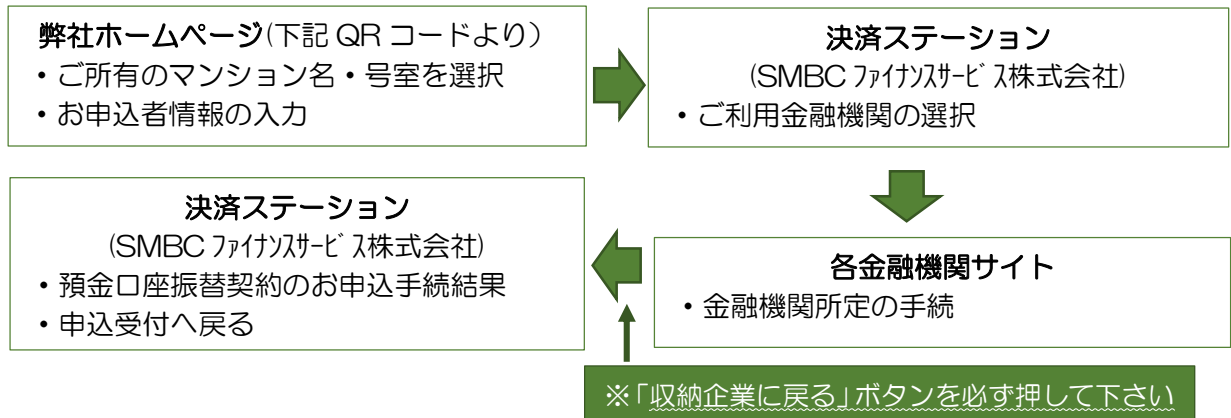 弊社ホームページ(下記 QR コードより)
・ご所有のマンション名・号室を選択
・お申込者情報の入力
決済ステーション
(SMBC ファイナンスサービス株式会社)
・ご利用金融機関の選択
各金融機関サイト
・金融機関所定の手続
※「収納企業に戻る」ボタンを必ず押して下さい
決済ステーション
(SMBC ファイナンスサービス株式会社)
・預金口座振替契約のお申込手続結果
・申込受付へ戻る